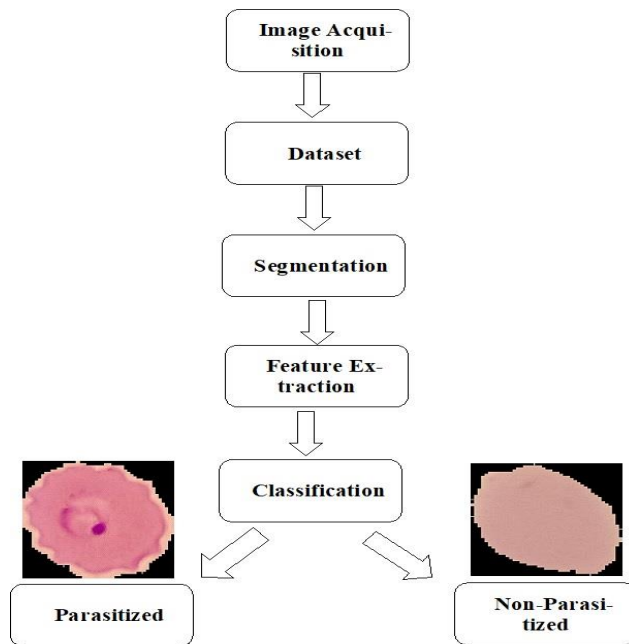 Image Acqui-
sition
Dataset
Segmentation
Feature Ex-
traction
Classification
Parasitized
Non-Parasi-
tized